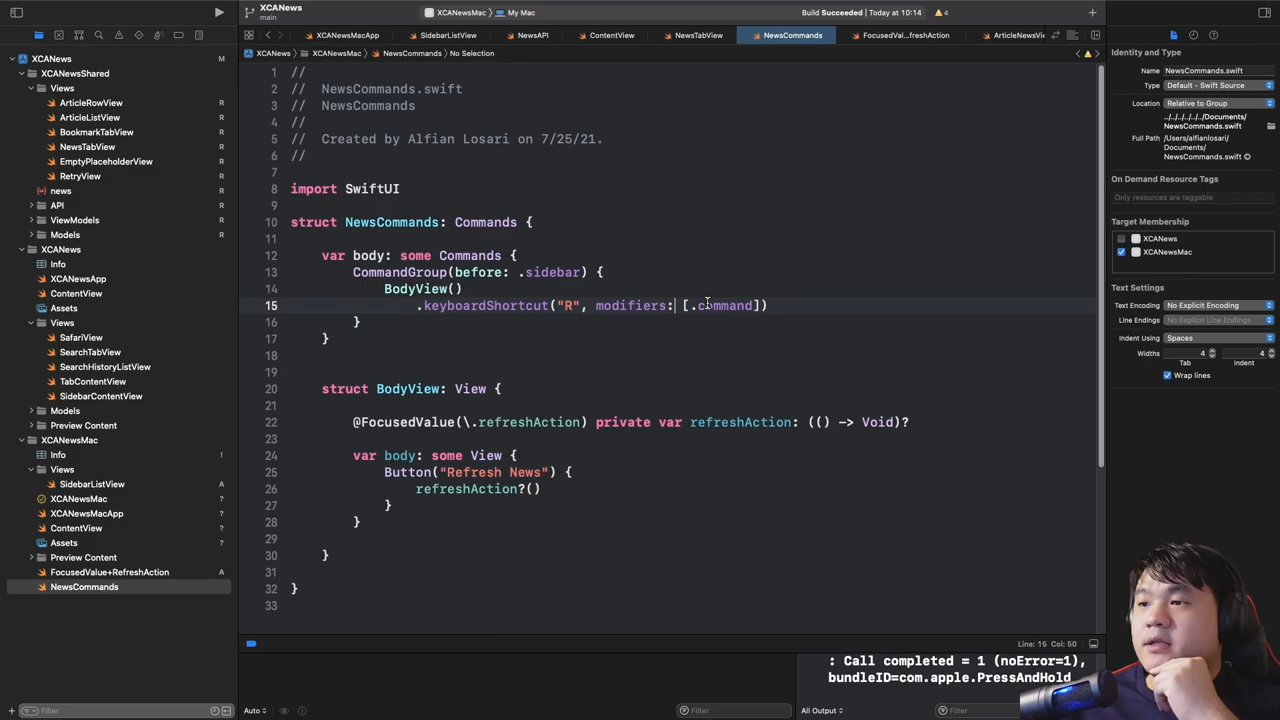 XCANews
main
XCANewsMac
My Mac
Build Succeeded | Today at 10:14
4
XCANewsMacApp
SidebarListView
NewsAPI
ContentView
NewsTabView
NewsCommands
FocusedVal...freshAction
ArticleNewsVi
XCANews
XCANewsMac
NewsCommands
No Selection
XCANews M
XCANewsShared
Views
ArticleRowView R
ArticleListView R
BookmarkTabView R
NewsTabView R
EmptyPlaceholderView R
RetryView R
news R
API R
ViewModels R
Models R
XCANews
Info
XCANewsApp R
ContentView R
Assets R
Views
SafariView R
SearchTabView R
SearchHistoryListView R
TabContentView R
SidebarContentView R
Models R
Preview Content R
XCANewsMac
Info !
Views
SidebarListView A
XCANewsMac ?
XCANewsMacApp ?
ContentView ?
Assets ?
Preview Content ?
FocusedValue+RefreshAction A
NewsCommands
Filter
1 //
2 // NewsCommands.swift
3 // NewsCommands
4 //
5 // Created by Alfian Losari on 7/25/21.
6 //
7
8 import SwiftUI
9
10 struct NewsCommands: Commands {
11
12 var body: some Commands {
13 CommandGroup(before: .sidebar) {
14 BodyView()
15 .keyboardShortcut("R", modifiers: [.command])
16 }
17 }
18
19
20 struct BodyView: View {
21
22 @FocusedValue(\.refreshAction) private var refreshAction: (() -> Void)?
23
24 var body: some View {
25 Button("Refresh News") {
26 refreshAction?()
27 }
28 }
29
30 }
31
32 }
33
Line: 15 Col: 50
: Call completed = 1 (noError=1),
bundleID=com.apple.PressAndHold
Auto
Filter
All Output
Filter
Identity and Type
Name NewsCommands.swift
Type Default - Swift Source
Location Relative to Group
../../../../../Documents/
NewsCommands.swift
Full Path /Users/alfianlosari/
Documents/
NewsCommands.swift
On Demand Resource Tags
Only resources are taggable
Target Membership
XCANews
XCANewsMac
Text Settings
Text Encoding No Explicit Encoding
Line Endings No Explicit Line Endings
Indent Using Spaces
Widths 4 4
Tab Indent
Wrap lines